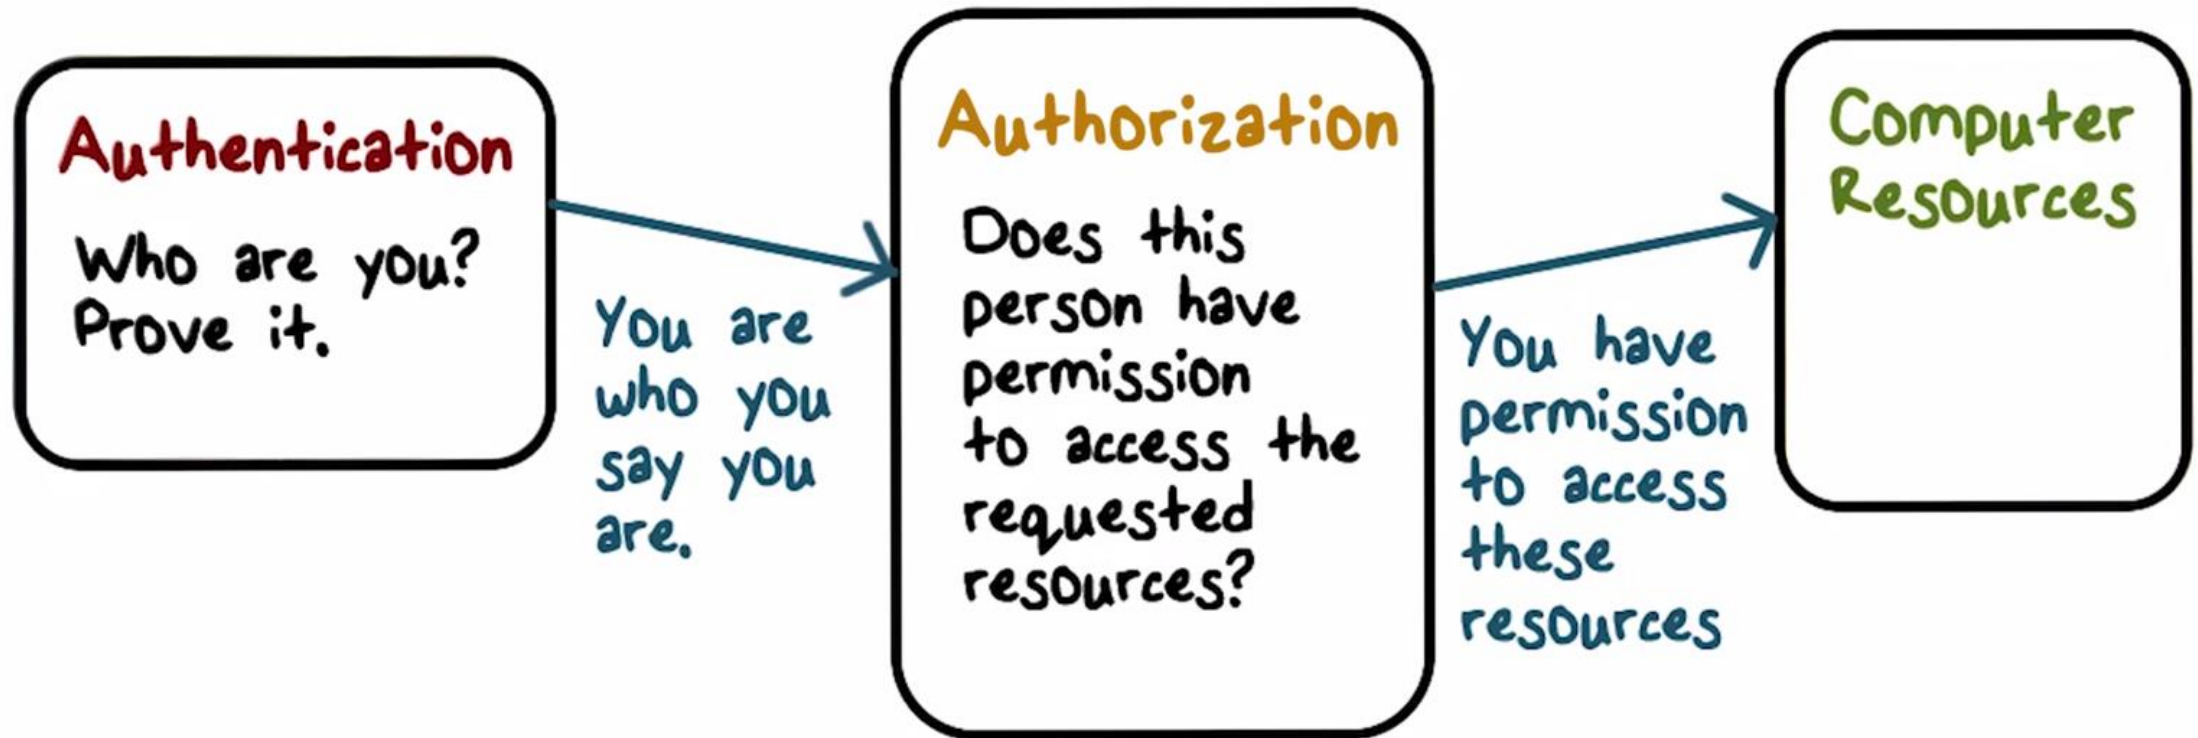 Authentication
Who are you?
Prove it.
You are
who you
say you
are.
Authorization
Does this
person have
permission
to access the
requested
resources?
You have
permission
to access
these
resources
Computer
Resources